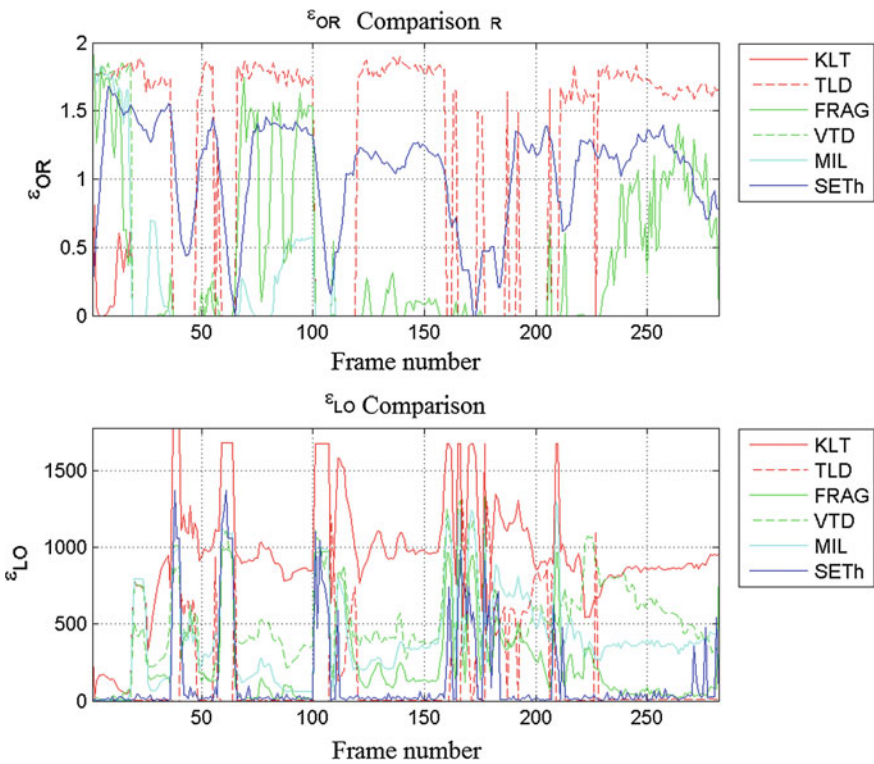 εOR Comparison R
2
1.5
1
0.5
0
εOR
50 100 150 200 250
Frame number
KLT
TLD
FRAG
VTD
MIL
SETh
εLO Comparison
1500
1000
500
0
εLO
50 100 150 200 250
Frame number
KLT
TLD
FRAG
VTD
MIL
SETh